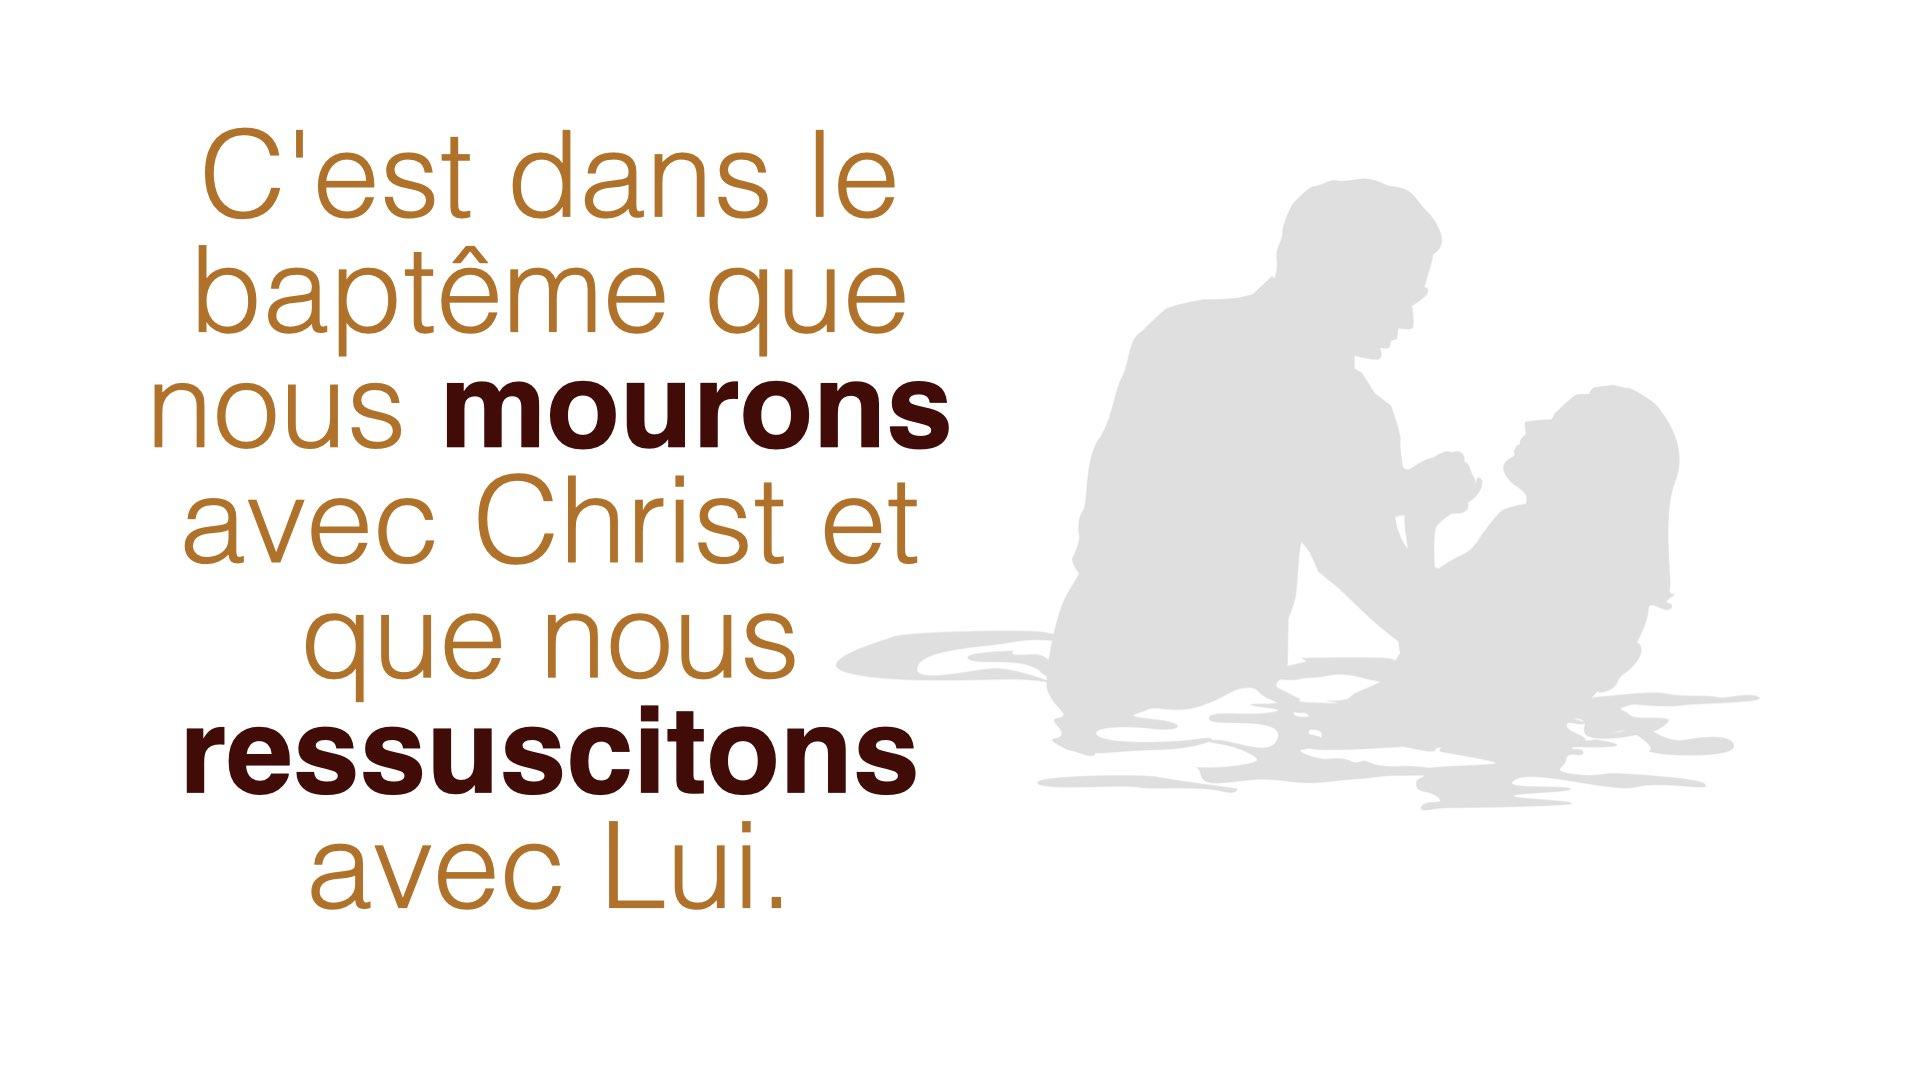 C'est dans le
baptême que
nous mourons
avec Christ et
que nous
ressuscitons
avec Lui.